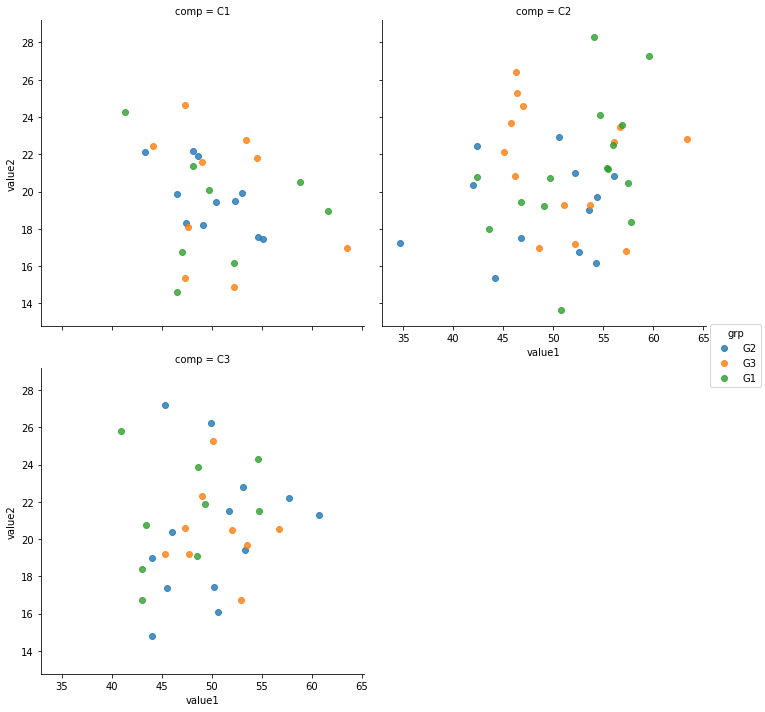 comp = C1
comp = C2
28
26
24
22
20
18
16
14
value2
35 40 45 50 55 60 65
value1
grp
G2
G3
G1
comp = C3
28
26
24
22
20
18
16
14
value2
35 40 45 50 55 60 65
value1